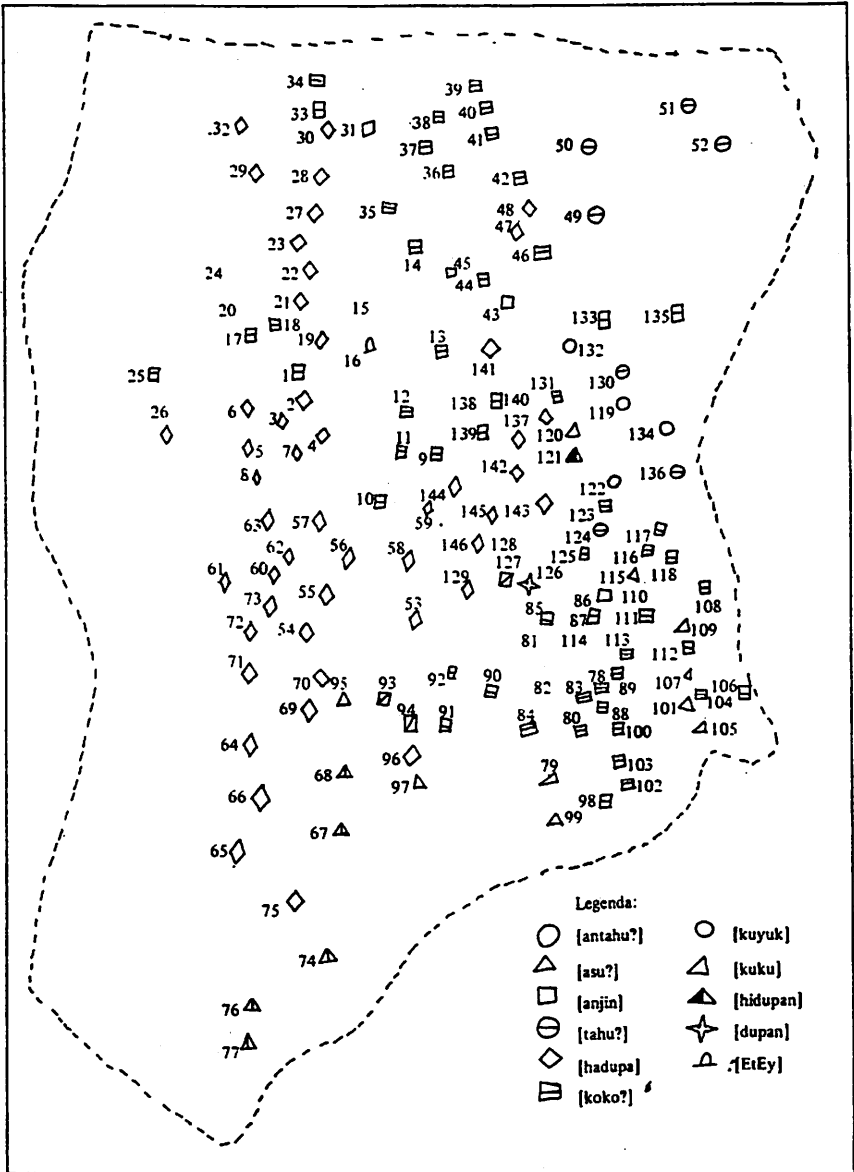 34 39
33 40 51
32 30 31 38 41 50 52
37
29 28 36 42
27 35 48 49
23 47
14 46
24 22 45
44
20 21 15 43 133 135
18
17 19 16 13 132
25 1 141 130
6 2 12 138 140 131 119
26 3 137 134
5 7 4 11 9 139 120
121
8 144 142 136
10 122
63 57 59 145 143 123
124 117
62 56 58 146 128 125 116
61 60 127 126 115 118
73 55 129 86 110 108
85 87 111 109
72 54 53 81 114 113 112
71 70 95 93 92 90 82 83 78 89 107 106
69 94 91 84 80 88 101 104
100 105
64 96
68 97 79 103
102
66 67 99 98
65
75
74
76
77
Legenda:
[antahu?] [kuyuk]
[asu?] [kuku]
[anjin] [hidupan]
[tahu?] [dupan]
[hadupa] [EtEy]
[koko?]